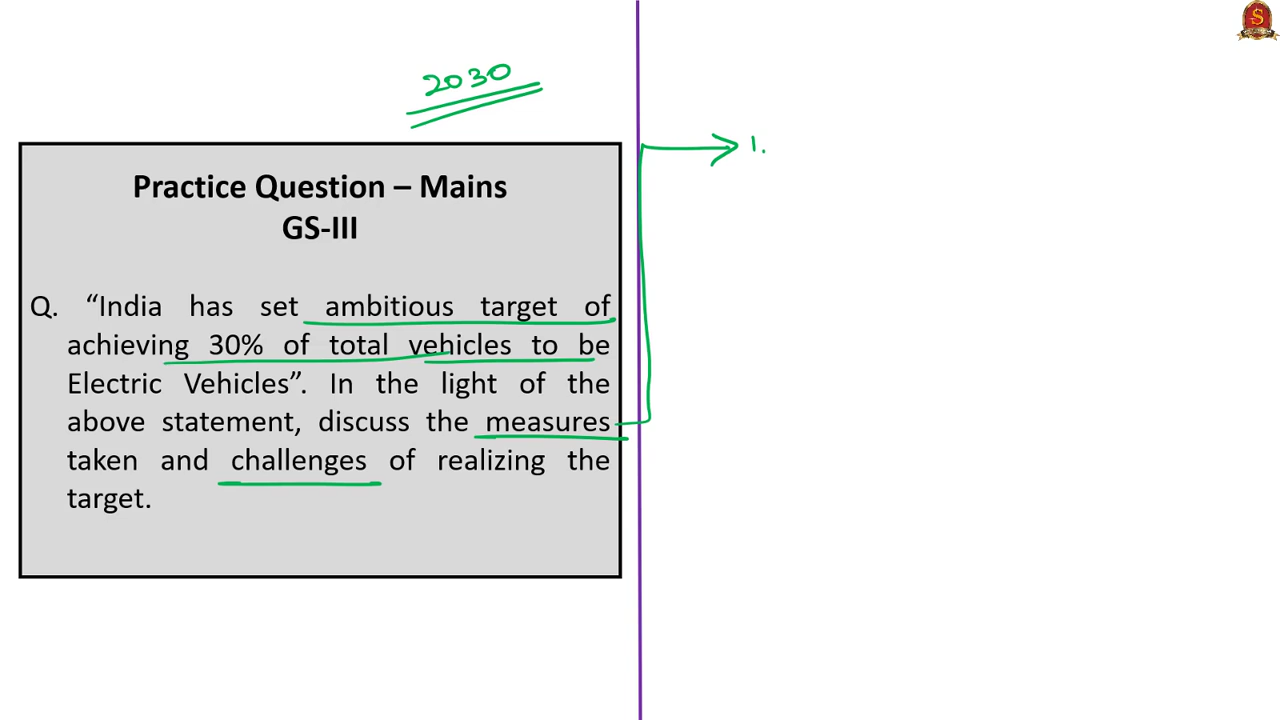 2030
1.
Practice Question – Mains
GS-III
Q. “India has set ambitious target of
achieving 30% of total vehicles to be
Electric Vehicles”. In the light of the
above statement, discuss the measures
taken and challenges of realizing the
target.